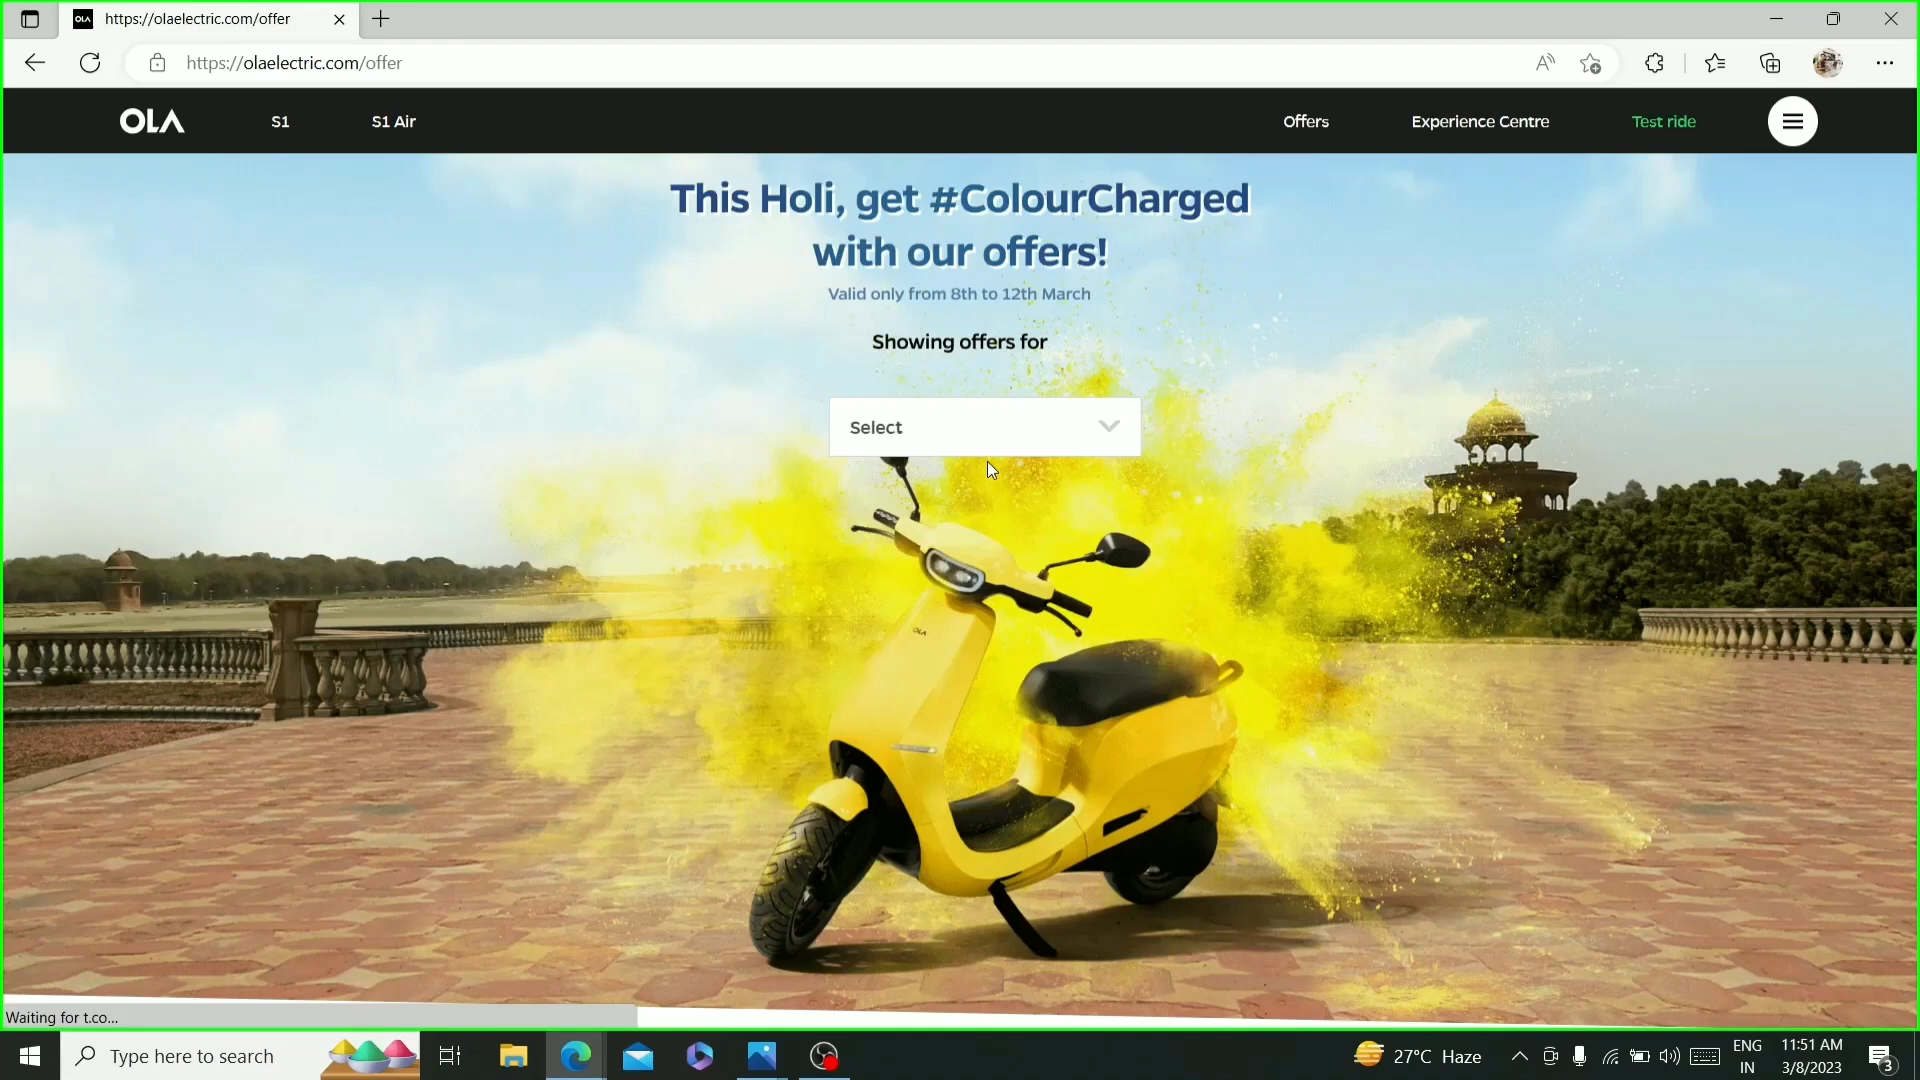 https://olaelectric.com/offer
https://olaelectric.com/offer
OLA
S1
S1 Air
Offers
Experience Centre
Test ride
This Holi, get #ColourCharged
with our offers!
Valid only from 8th to 12th March
Showing offers for
Select
OLA
Waiting for t.co...
Type here to search
27°C Haze
ENG
IN
11:51 AM
3/8/2023
3